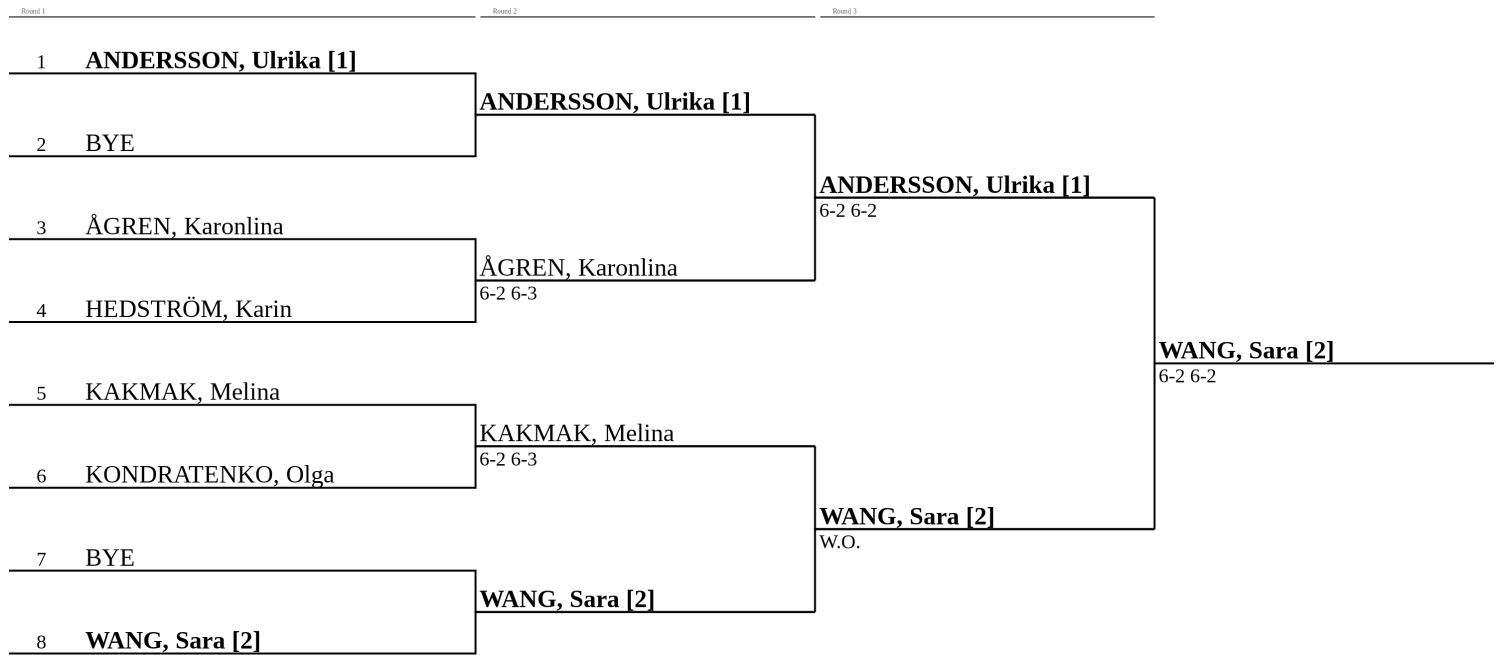 Round 1
Round 2
Round 3
1 ANDERSSON, Ulrika [1]
ANDERSSON, Ulrika [1]
2 BYE
ANDERSSON, Ulrika [1]
6-2 6-2
3 ÅGREN, Karonlina
ÅGREN, Karonlina
6-2 6-3
4 HEDSTRÖM, Karin
WANG, Sara [2]
6-2 6-2
5 KAKMAK, Melina
KAKMAK, Melina
6-2 6-3
6 KONDRATENKO, Olga
WANG, Sara [2]
W.O.
7 BYE
WANG, Sara [2]
8 WANG, Sara [2]